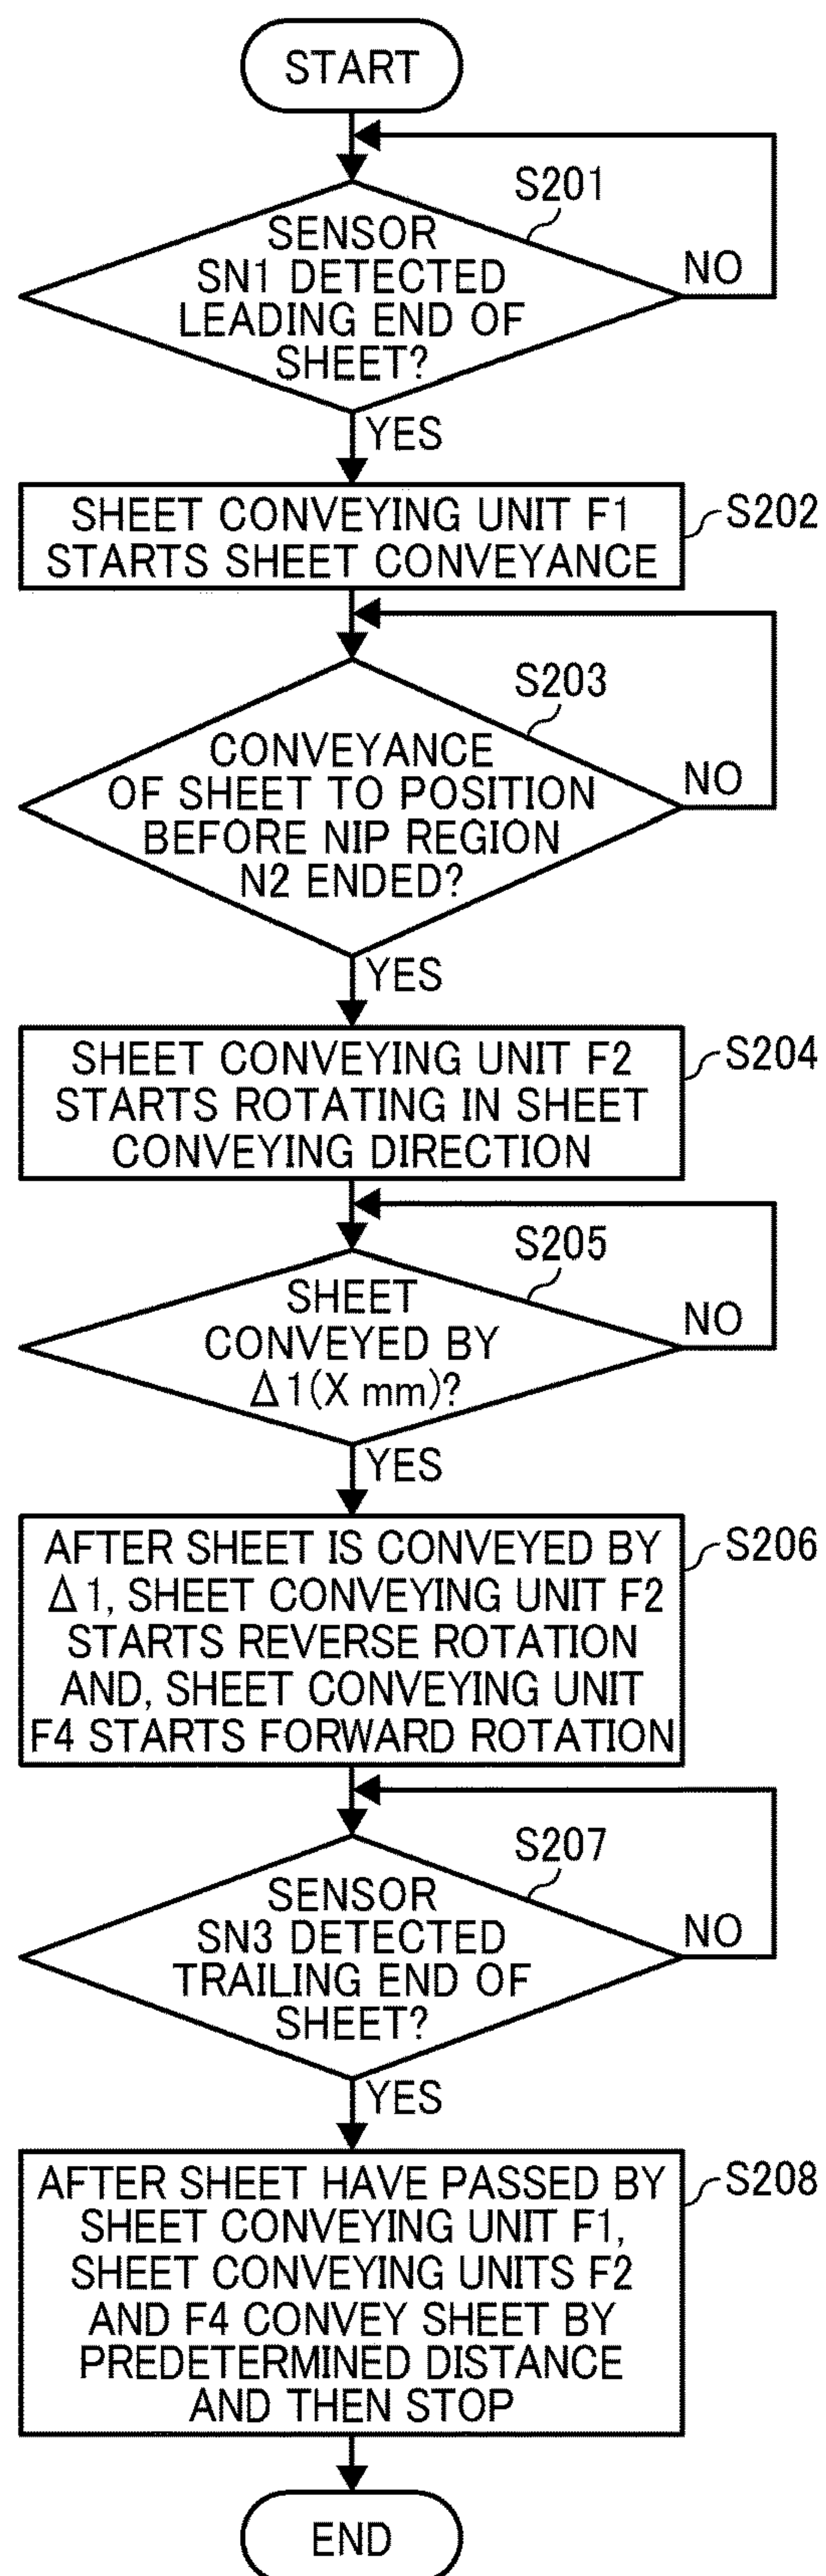 START
S201
SENSOR
SN1 DETECTED
LEADING END OF
SHEET?
NO
YES
SHEET CONVEYING UNIT F1
STARTS SHEET CONVEYANCE
S202
S203
CONVEYANCE
OF SHEET TO POSITION
BEFORE NIP REGION
N2 ENDED?
NO
YES
SHEET CONVEYING UNIT F2
STARTS ROTATING IN SHEET
CONVEYING DIRECTION
S204
S205
SHEET
CONVEYED BY
Δ1(X mm)?
NO
YES
AFTER SHEET IS CONVEYED BY
Δ1, SHEET CONVEYING UNIT F2
STARTS REVERSE ROTATION
AND, SHEET CONVEYING UNIT
F4 STARTS FORWARD ROTATION
S206
S207
SENSOR
SN3 DETECTED
TRAILING END OF
SHEET?
NO
YES
AFTER SHEET HAVE PASSED BY
SHEET CONVEYING UNIT F1,
SHEET CONVEYING UNITS F2
AND F4 CONVEY SHEET BY
PREDETERMINED DISTANCE
AND THEN STOP
S208
END